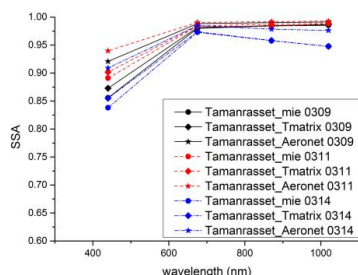 1.00
0.95
0.90
0.85
0.80
0.75
0.70
0.65
0.60
SSA
Tamanrasset_mie 0309
Tamanrasset_Tmatrix 0309
Tamanrasset_Aeronet 0309
Tamanrasset_mie 0311
Tamanrasset_Tmatrix 0311
Tamanrasset_Aeronet 0311
Tamanrasset_mie 0314
Tamanrasset_Tmatrix 0314
Tamanrasset_Aeronet 0314
400 600 800 1000
wavelength (nm)